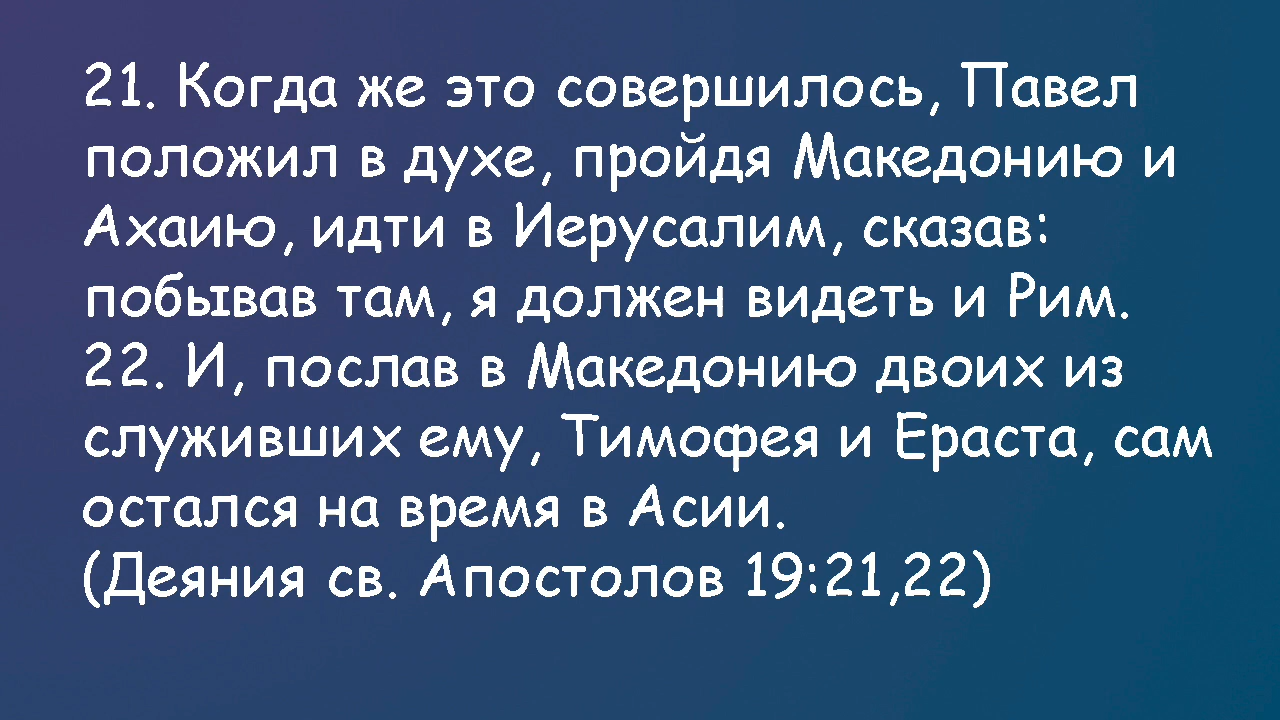 21. Когда же это совершилось, Павел
положил в духе, пройдя Македонию и
Ахаию, идти в Иерусалим, сказав:
побывав там, я должен видеть и Рим.
22. И, послав в Македонию двоих из
служивших ему, Тимофея и Ераста, сам
остался на время в Асии.
(Деяния св. Апостолов 19:21,22)